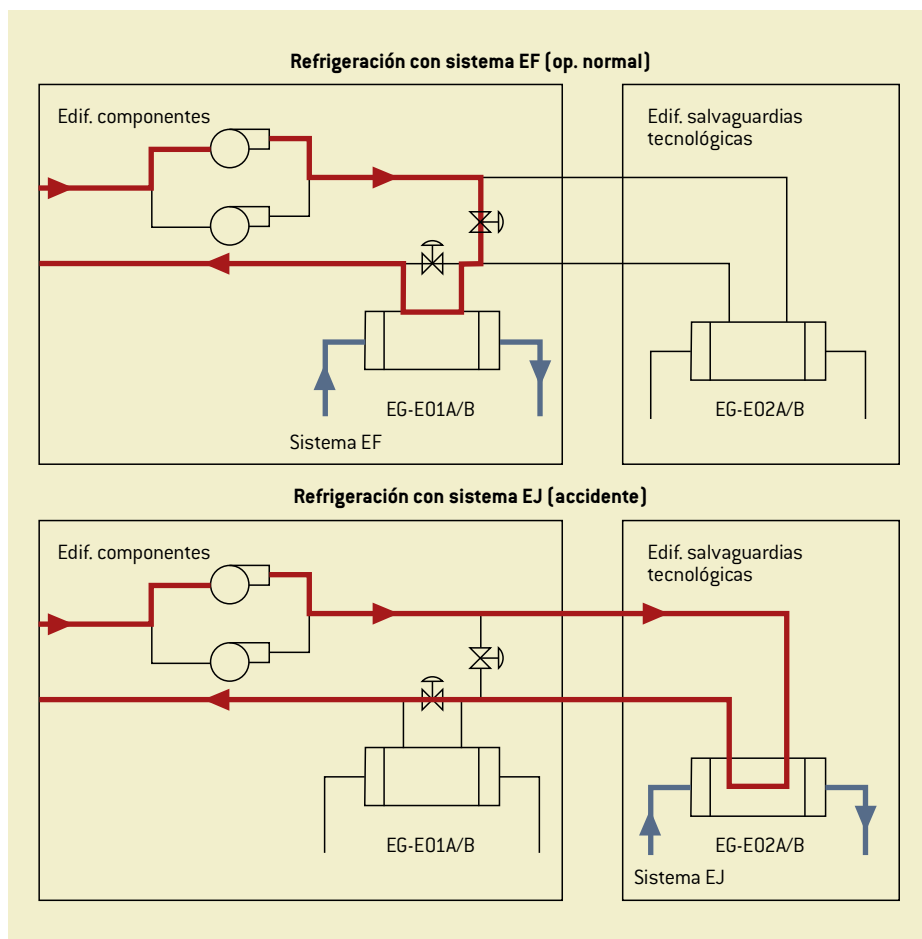 Refrigeración con sistema EF (op. normal)
Edif. componentes
Edif. salvaguardias
tecnológicas
EG-E01A/B
EG-E02A/B
Sistema EF
Refrigeración con sistema EJ (accidente)
Edif. componentes
Edif. salvaguardias
tecnológicas
EG-E01A/B
EG-E02A/B
Sistema EJ